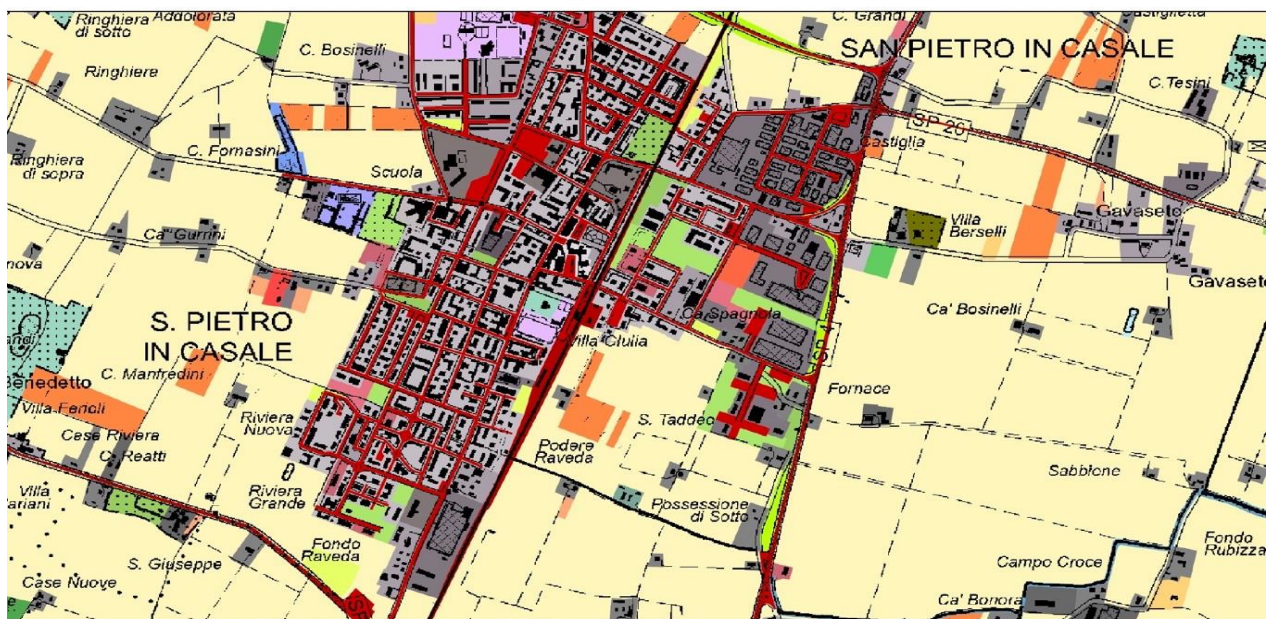 Ringhiera
di sotto
Addolorata
C. Bosinelli
Ringhiera
C. Grandi
SAN PIETRO IN CASALE
Castiglietta
C. Tesini
Ringhiera
di sopra
C. Fornasini
Scuola
SP 20
Castiglia
Ca' Gurrini
Villa
Berselli
Gavaseto
Gavaseto
S. PIETRO
IN CASALE
Ca' Spagnola
Villa Giulia
Ca' Bosinelli
Benedetto
C. Manfredini
Villa Ferioli
Riviera
Nuova
S. Taddeo
Fornace
Case Riviera
C. Reatti
Podere
Raveda
Sabbione
Riviera
Grande
Possessione
di Sotto
Fondo
Raveda
S. Giuseppe
Case Nuove
Campo Croce
Fondo
Rubizza
Ca' Bonora